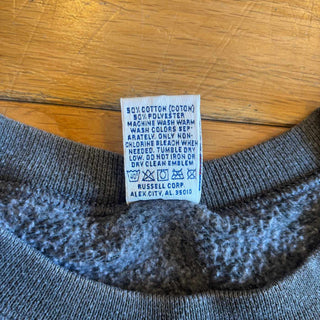 50% COTTON (COTON)
50% POLYESTER
MACHINE WASH WARM
WASH COLORS SEP-
ARATELY. ONLY NON-
CHLORINE BLEACH WHEN
NEEDED. TUMBLE DRY
LOW. DO NOT IRON OR
DRY CLEAN EMBLEM
RUSSELL CORP.
ALEX. CITY, AL. 35010